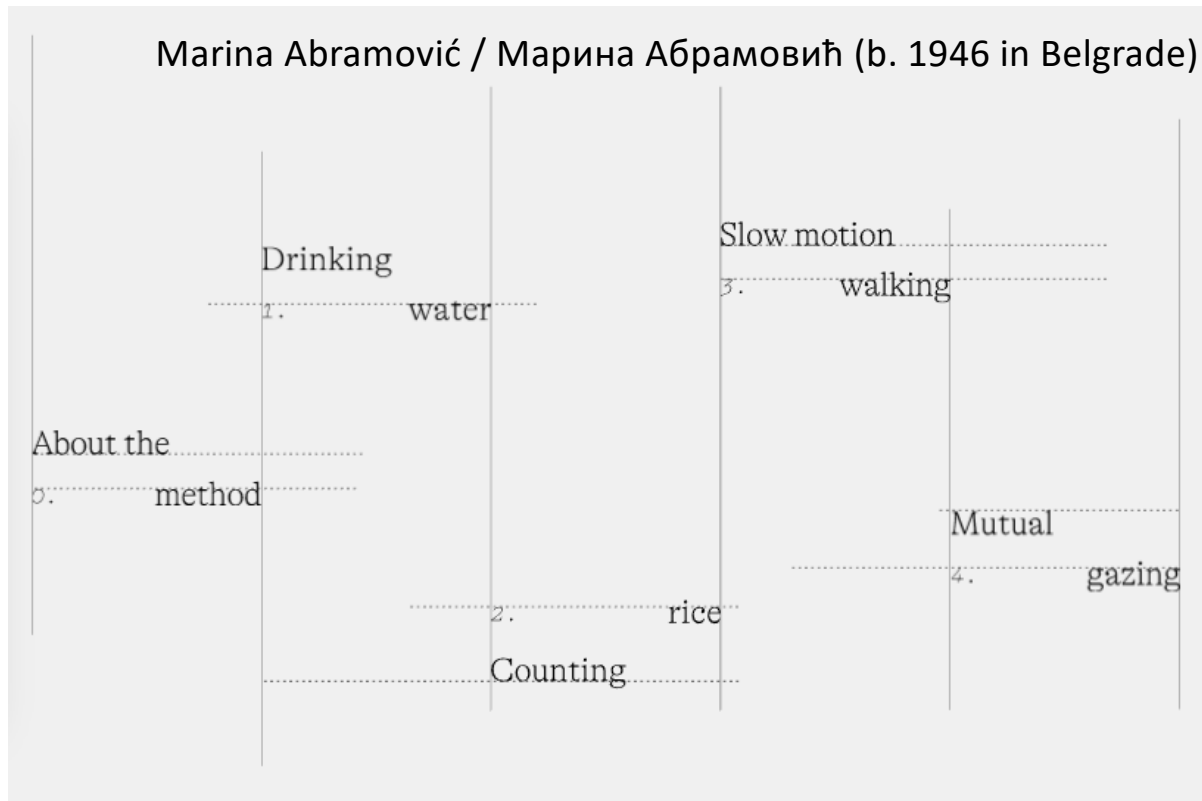 Marina Abramović / Марина Абрамовић (b. 1946 in Belgrade)
About the
0. method
Drinking
1. water
2. rice
Counting
Slow motion
3. walking
Mutual
4. gazing